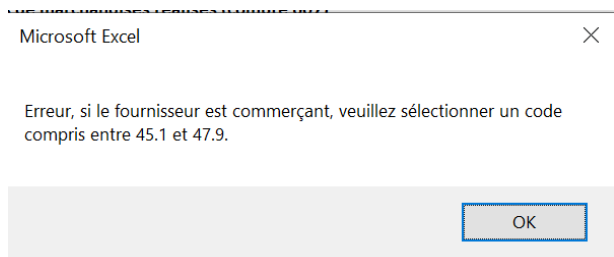 Microsoft Excel
Erreur, si le fournisseur est commerçant, veuillez sélectionner un code
compris entre 45.1 et 47.9.
OK